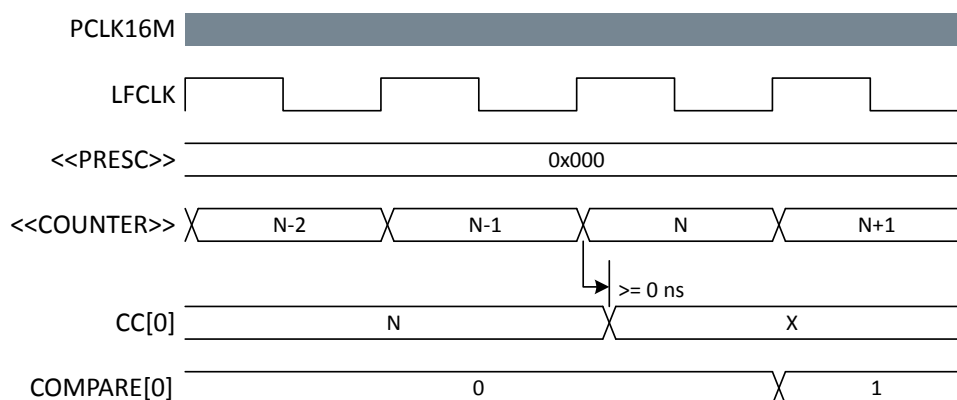 PCLK16M
LFCLK
<<PRESC>> 0x000
<<COUNTER>> N-2 N-1 N N+1
>= 0 ns
CC[0] N X
COMPARE[0] 0 1